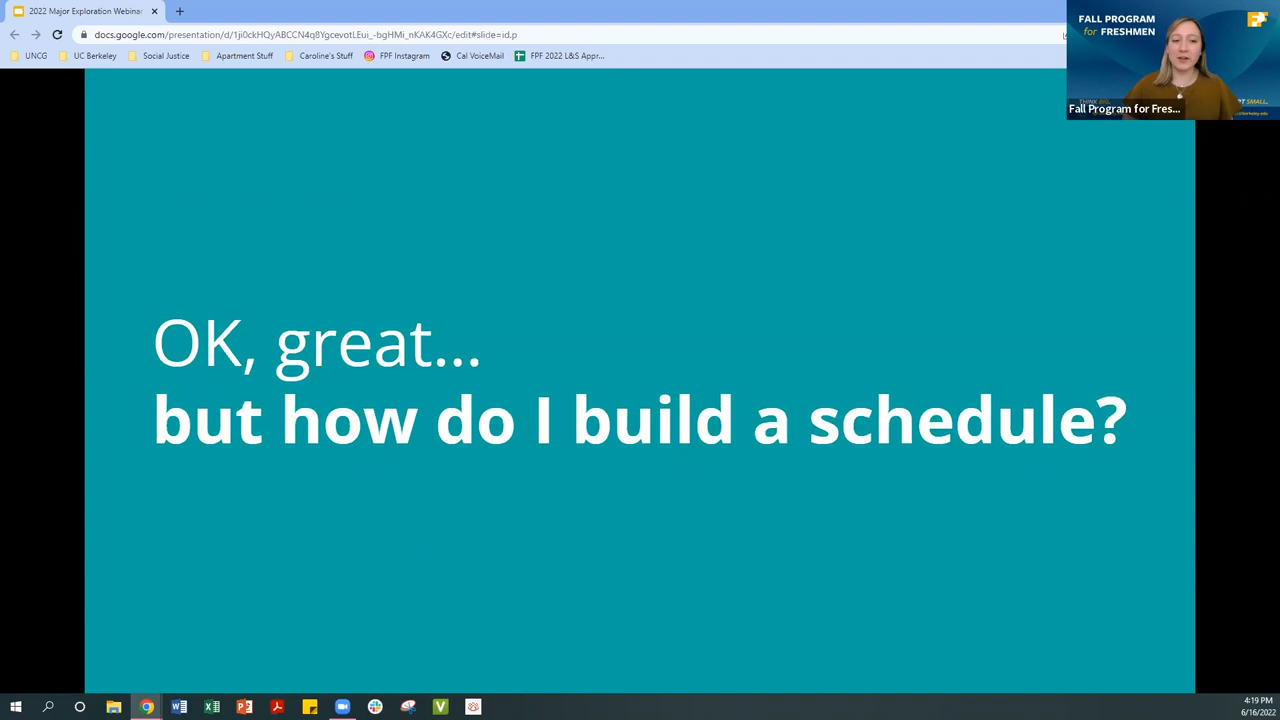 2022 Major Exploration Webinar
docs.google.com/presentation/d/1ji0ckHQyABCCN4q8YgcevotLEui_-bgHMi_nKAK4GXc/edit#slide=id.p
UNCG
UC Berkeley
Social Justice
Apartment Stuff
Caroline's Stuff
FPF Instagram
Cal VoiceMail
FPF 2022 L&S Appr...
FALL PROGRAM
for FRESHMEN
Fall Program for Fres...
SMALL.
OK, great...
but how do I build a schedule?
4:19 PM
6/16/2022